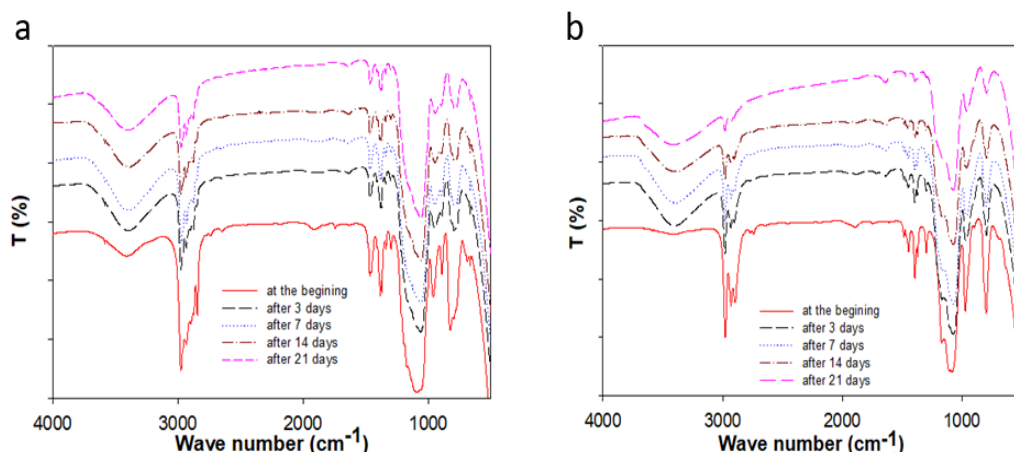 a
T (%)
at the begining
after 3 days
after 7 days
after 14 days
after 21 days
4000 3000 2000 1000
Wave number (cm-1)
b
T (%)
at the begining
after 3 days
after 7 days
after 14 days
after 21 days
4000 3000 2000 1000
Wave number (cm-1)